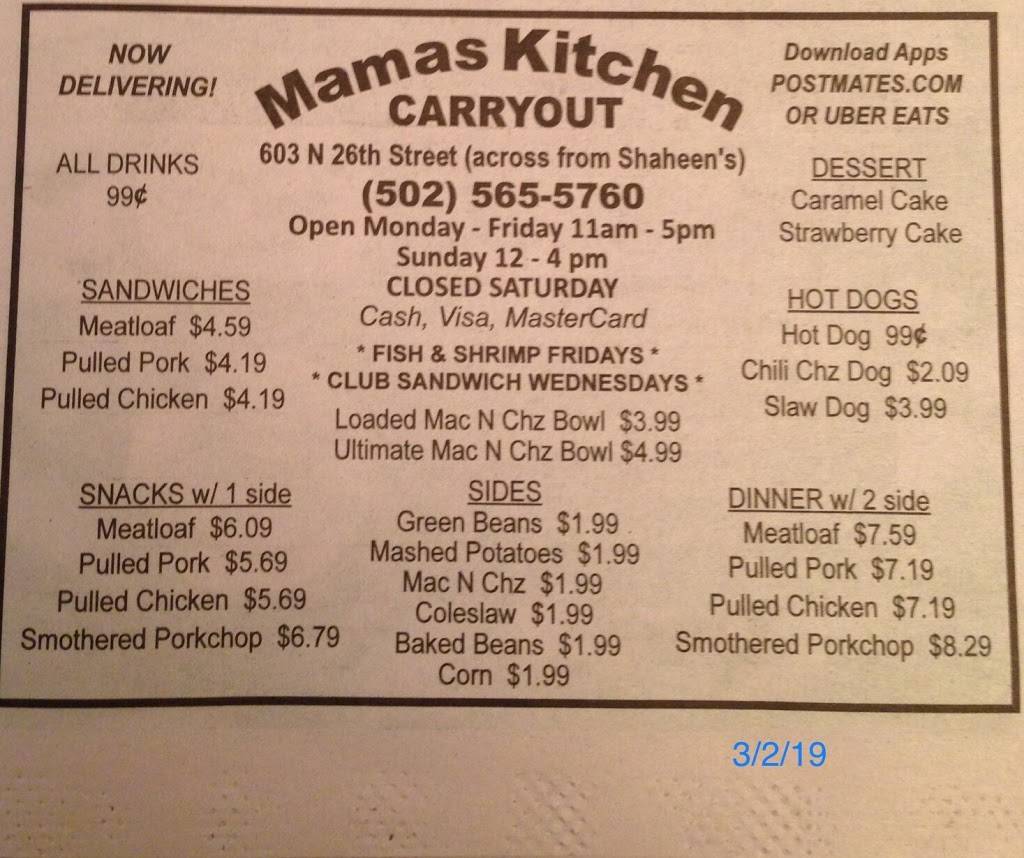 NOW
DELIVERING!
ALL DRINKS
99¢
Mamas Kitchen
CARRYOUT
603 N 26th Street (across from Shaheen's)
(502) 565-5760
Open Monday - Friday 11am - 5pm
Sunday 12 - 4 pm
CLOSED SATURDAY
Cash, Visa, MasterCard
* FISH & SHRIMP FRIDAYS *
* CLUB SANDWICH WEDNESDAYS *
Loaded Mac N Chz Bowl $3.99
Ultimate Mac N Chz Bowl $4.99
Download Apps
POSTMATES.COM
OR UBER EATS
DESSERT
Caramel Cake
Strawberry Cake
SANDWICHES
Meatloaf $4.59
Pulled Pork $4.19
Pulled Chicken $4.19
HOT DOGS
Hot Dog 99¢
Chili Chz Dog $2.09
Slaw Dog $3.99
SNACKS w/ 1 side
Meatloaf $6.09
Pulled Pork $5.69
Pulled Chicken $5.69
Smothered Porkchop $6.79
SIDES
Green Beans $1.99
Mashed Potatoes $1.99
Mac N Chz $1.99
Coleslaw $1.99
Baked Beans $1.99
Corn $1.99
DINNER w/ 2 side
Meatloaf $7.59
Pulled Pork $7.19
Pulled Chicken $7.19
Smothered Porkchop $8.29
3/2/19